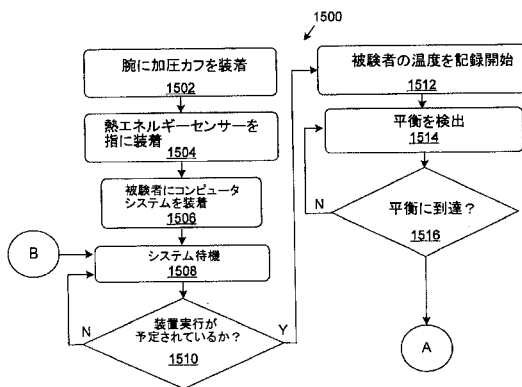 1500
腕に加圧カフを装着
1502
熱エネルギーセンサーを
指に装着
1504
被験者にコンピュータ
システムを装着
1506
B
システム待機
1508
N
装置実行が
予定されているか?
1510
Y
被験者の温度を記録開始
1512
平衡を検出
1514
N
平衡に到達?
1516
A